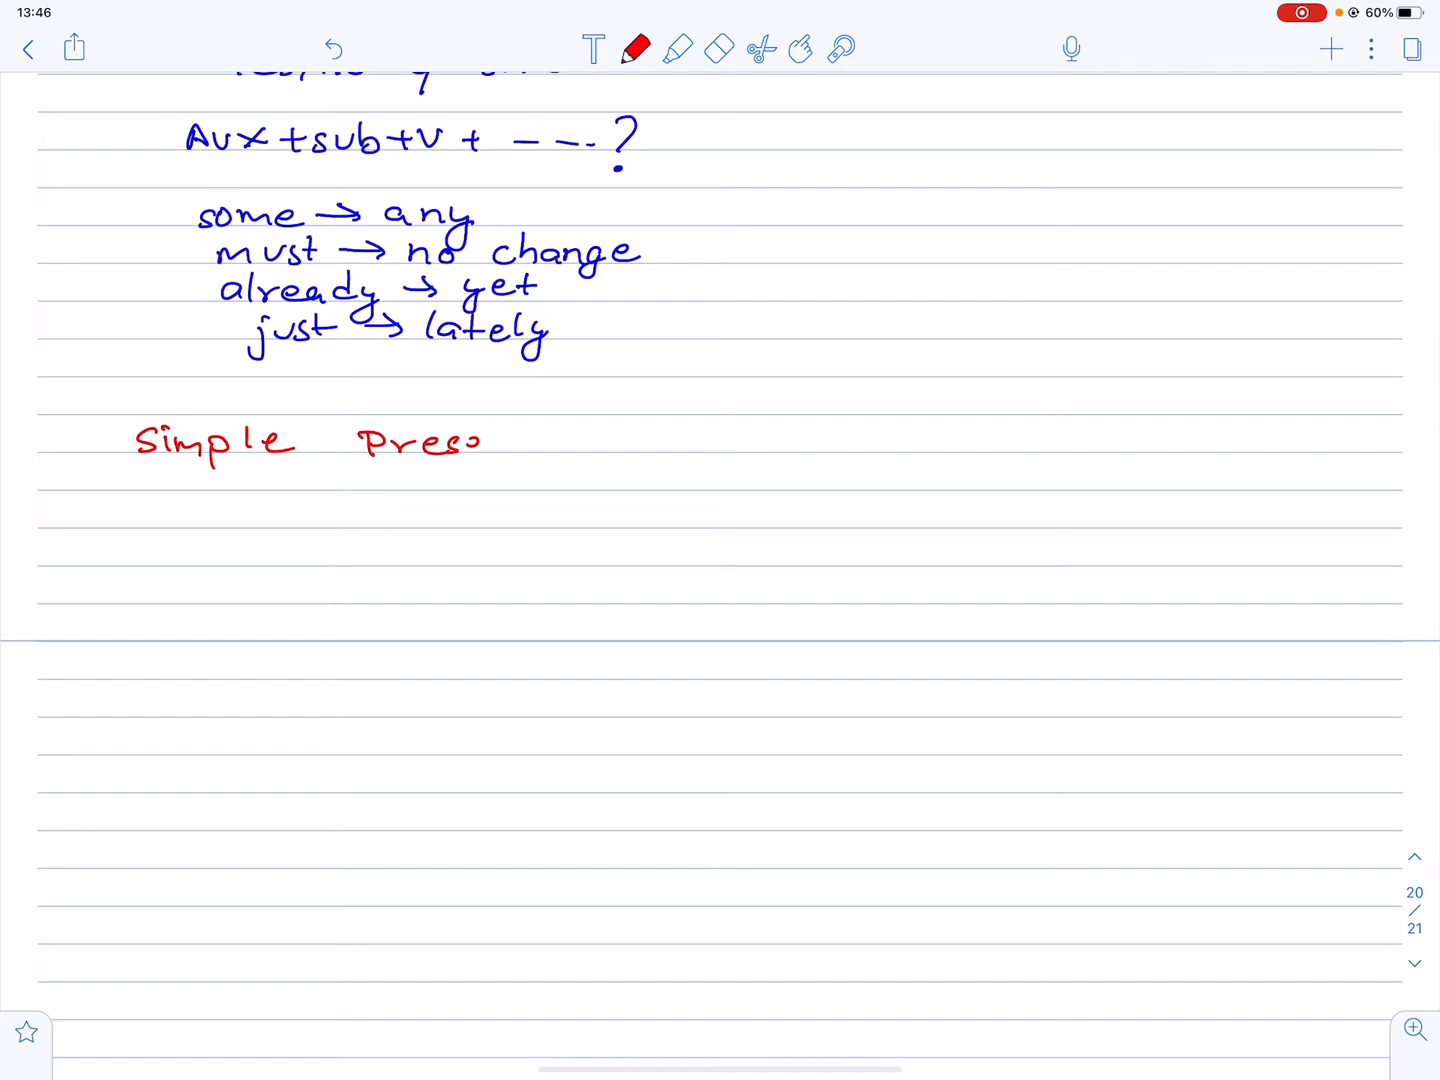 13:46
60%
T
Aux + sub + v + - - - ?
some → any
must → no change
already → yet
just → lately
Simple Pres
20
/
21